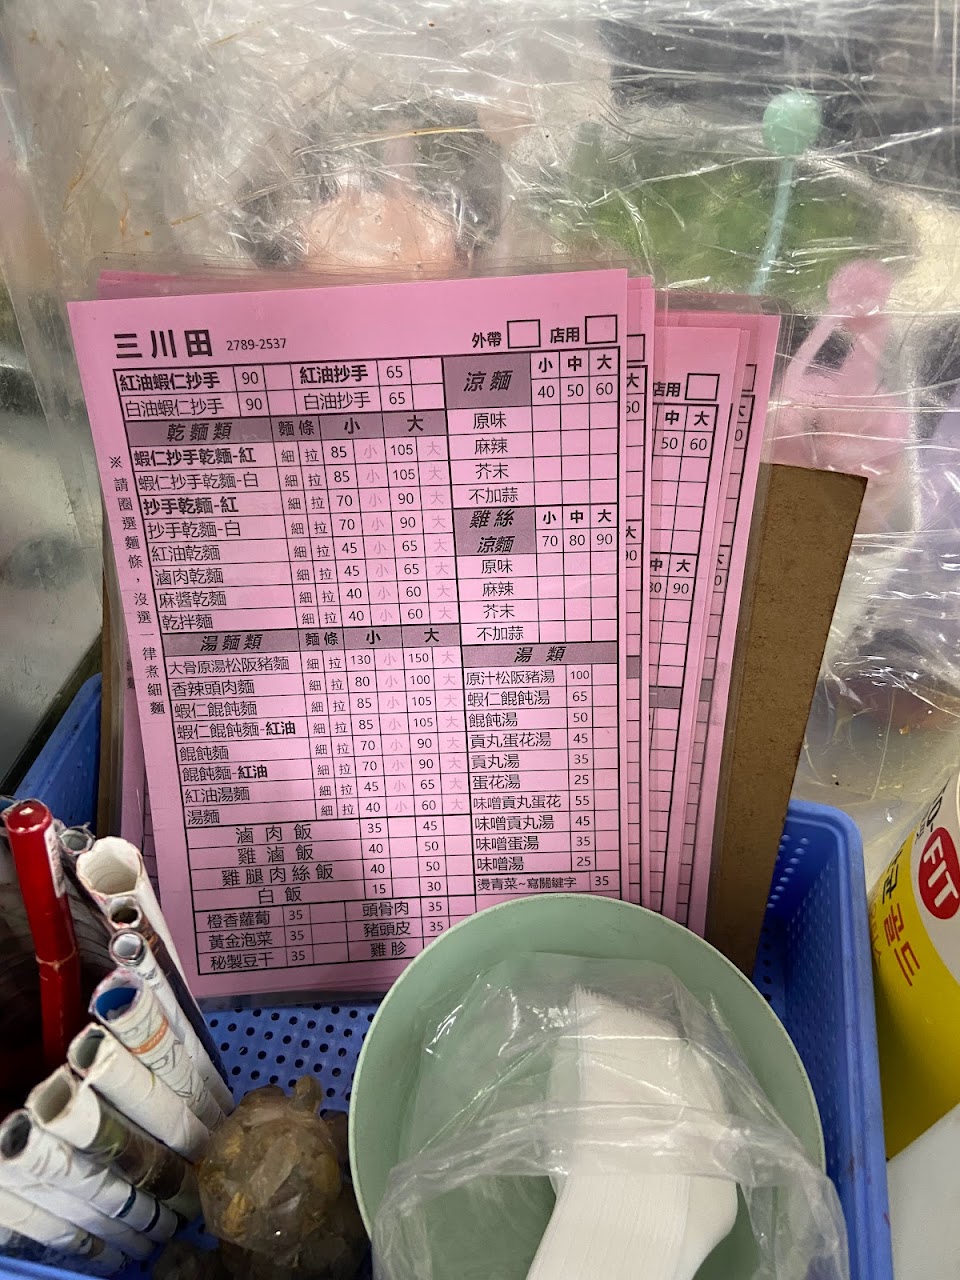 三川田 2789-2537 外帶 店用
紅油蝦仁抄手 90 紅油抄手 65
白油蝦仁抄手 90 白油抄手 65
涼麵 小 中 大
40 50 60
原味
麻辣
芥末
不加蒜
雞絲涼麵 小 中 大
70 80 90
原味
麻辣
芥末
不加蒜
※請圈選麵條，沒選一律煮細麵
乾麵類 麵條 小 大
蝦仁抄手乾麵-紅 細 拉 85 小 105 大
蝦仁抄手乾麵-白 細 拉 85 小 105 大
抄手乾麵-紅 細 拉 70 小 90 大
抄手乾麵-白 細 拉 70 小 90 大
紅油乾麵 細 拉 45 小 65 大
滷肉乾麵 細 拉 45 小 65 大
麻醬乾麵 細 拉 40 小 60 大
乾拌麵 細 拉 40 小 60 大
湯麵類 麵條 小 大
大骨原湯松阪豬麵 細 拉 130 小 150 大
香辣頭肉麵 細 拉 80 小 100 大
蝦仁餛飩麵 細 拉 85 小 105 大
蝦仁餛飩麵-紅油 細 拉 85 小 105 大
餛飩麵 細 拉 70 小 90 大
餛飩麵-紅油 細 拉 70 小 90 大
紅油湯麵 細 拉 45 小 65 大
湯麵 細 拉 40 小 60 大
滷肉飯 35 45
雞滷飯 40 50
雞腿肉絲飯 40 50
白飯 15 30
橙香蘿蔔 35 頭骨肉 35
黃金泡菜 35 豬頭皮 35
秘製豆干 35 雞胗
湯類
原汁松阪豬湯 100
蝦仁餛飩湯 65
餛飩湯 50
貢丸蛋花湯 45
貢丸湯 35
蛋花湯 25
味噌貢丸蛋花 55
味噌貢丸湯 45
味噌蛋湯 35
味噌湯 25
燙青菜~寫關鍵字 35
店用
中 大
50 60
中 大
80 90
FIT
골드